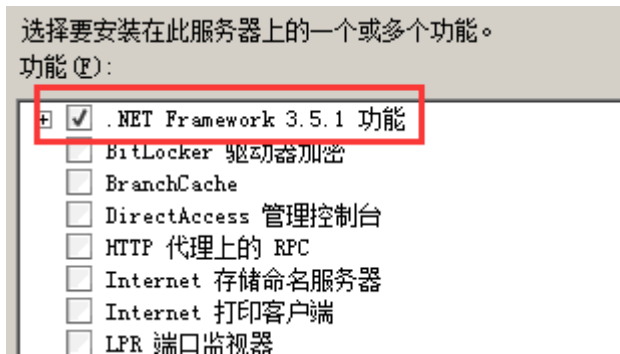 选择要安装在此服务器上的一个或多个功能。
功能(F):
.NET Framework 3.5.1 功能
BitLocker 驱动器加密
BranchCache
DirectAccess 管理控制台
HTTP 代理上的 RPC
Internet 存储命名服务器
Internet 打印客户端
LPR 端口监视器